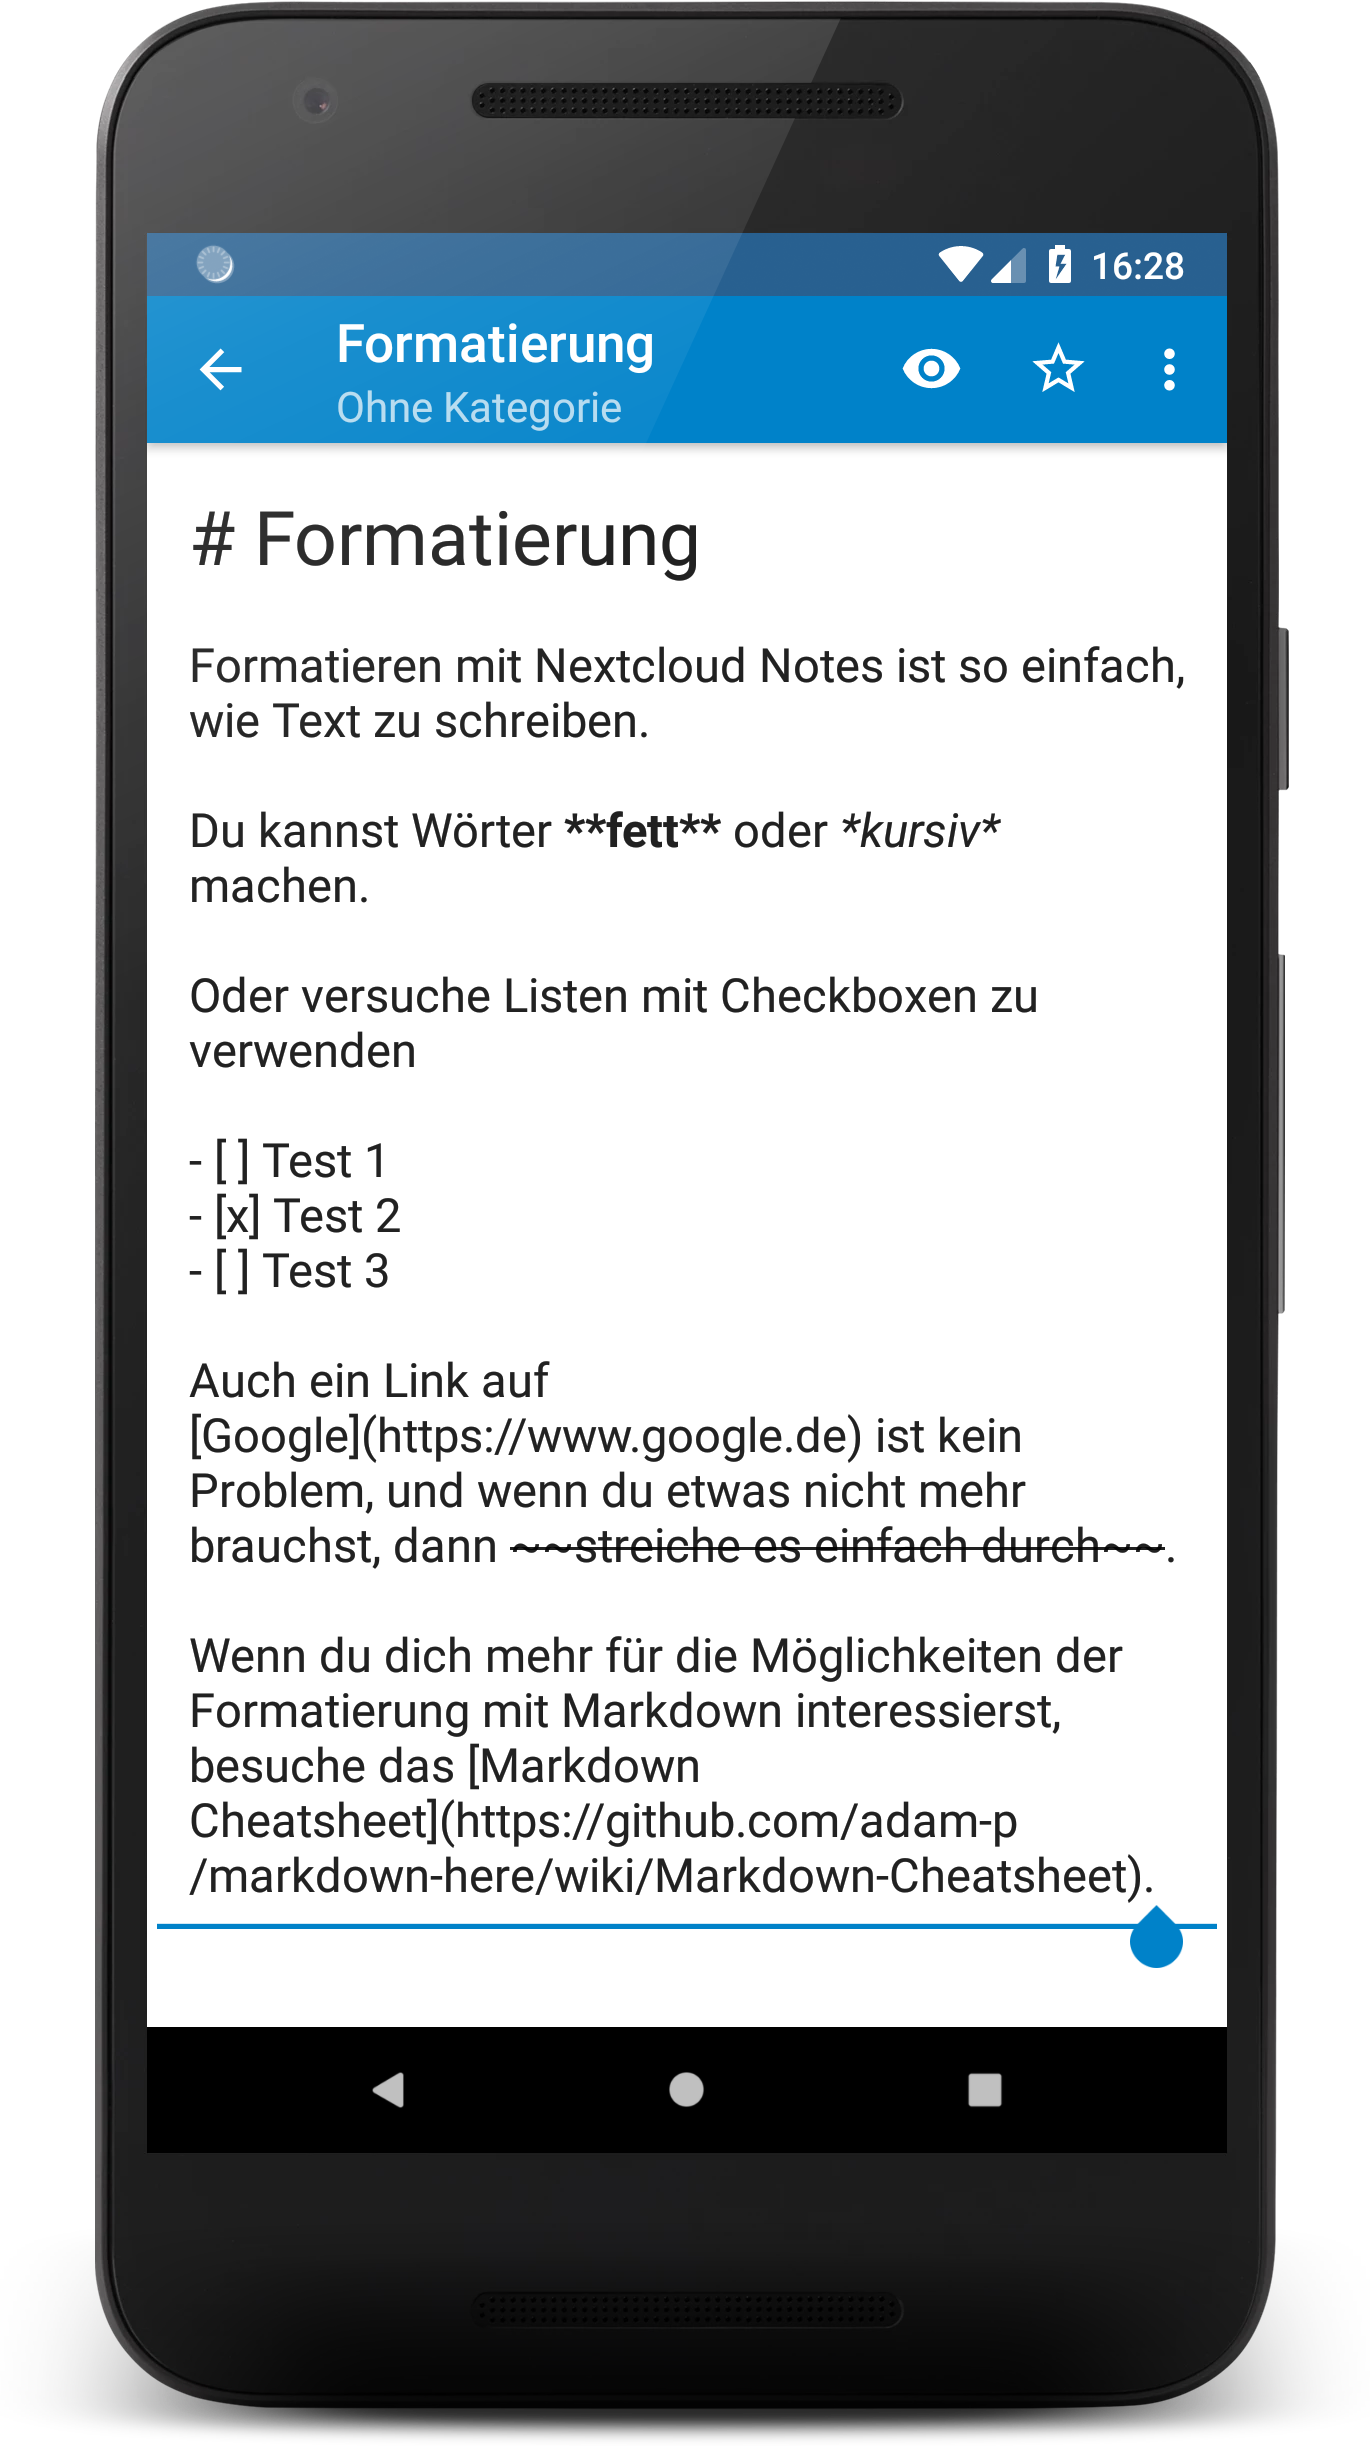 16:28
Formatierung
Ohne Kategorie
# Formatierung
Formatieren mit Nextcloud Notes ist so einfach,
wie Text zu schreiben.
Du kannst Wörter **fett** oder *kursiv*
machen.
Oder versuche Listen mit Checkboxen zu
verwenden
- [ ] Test 1
- [x] Test 2
- [ ] Test 3
Auch ein Link auf
[Google](https://www.google.de) ist kein
Problem, und wenn du etwas nicht mehr
brauchst, dann ~~streiche es einfach durch~~.
Wenn du dich mehr für die Möglichkeiten der
Formatierung mit Markdown interessierst,
besuche das [Markdown
Cheatsheet](https://github.com/adam-p
/markdown-here/wiki/Markdown-Cheatsheet).